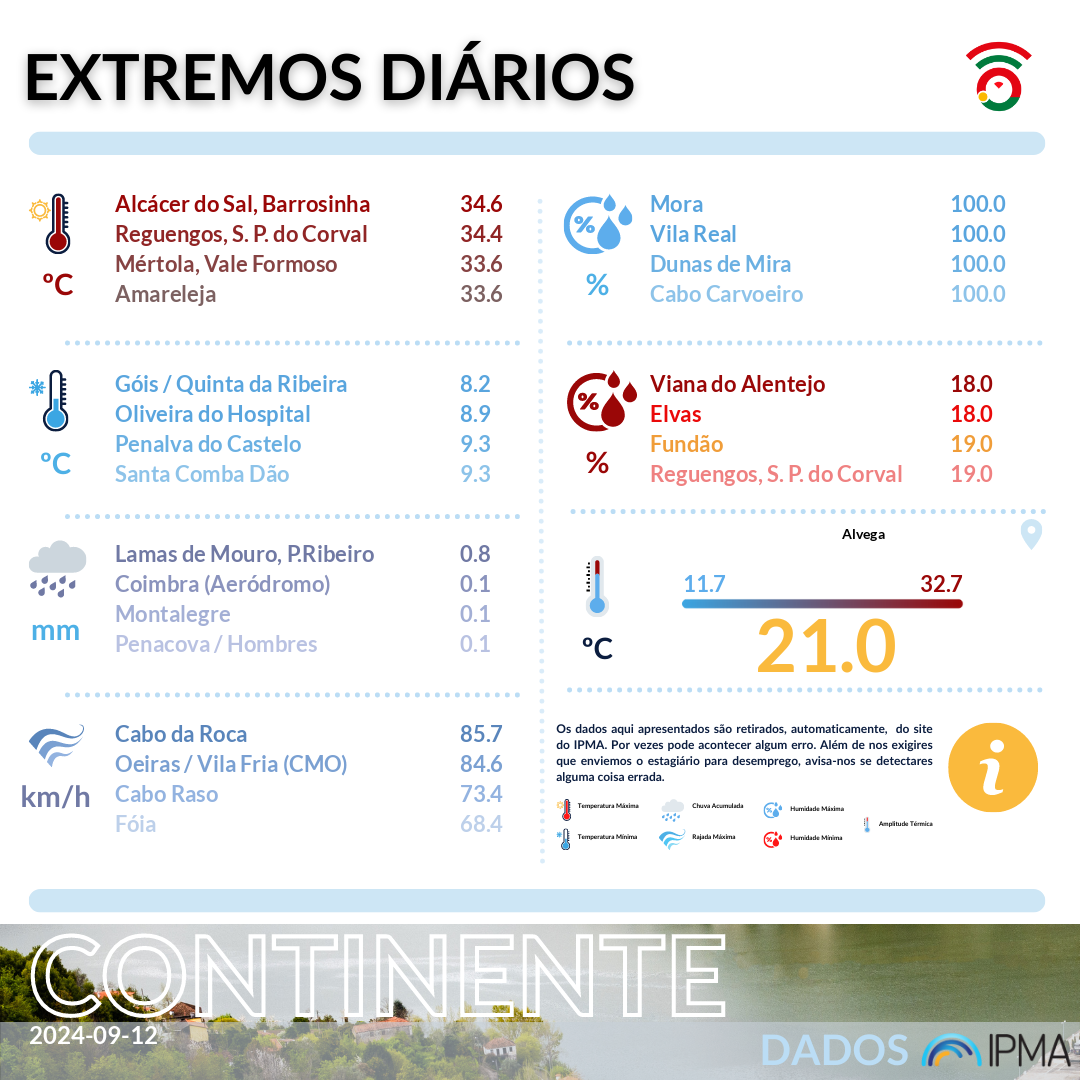 EXTREMOS DIÁRIOS
°C
Alcácer do Sal, Barrosinha 34.6
Reguengos, S. P. do Corval 34.4
Mértola, Vale Formoso 33.6
Amareleja 33.6
°C
Góis / Quinta da Ribeira 8.2
Oliveira do Hospital 8.9
Penalva do Castelo 9.3
Santa Comba Dão 9.3
mm
Lamas de Mouro, P.Ribeiro 0.8
Coimbra (Aeródromo) 0.1
Montalegre 0.1
Penacova / Hombres 0.1
km/h
Cabo da Roca 85.7
Oeiras / Vila Fria (CMO) 84.6
Cabo Raso 73.4
Fóia 68.4
%
%
Mora 100.0
Vila Real 100.0
Dunas de Mira 100.0
Cabo Carvoeiro 100.0
%
%
Viana do Alentejo 18.0
Elvas 18.0
Fundão 19.0
Reguengos, S. P. do Corval 19.0
Alvega
°C
11.7 32.7
21.0
Os dados aqui apresentados são retirados, automaticamente, do site
do IPMA. Por vezes pode acontecer algum erro. Além de nos exigires
que enviemos o estagiário para desemprego, avisa-nos se detectares
alguma coisa errada.
i
Temperatura Máxima Chuva Acumulada Humidade Máxima
Amplitude Térmica
Temperatura Mínima Rajada Máxima Humidade Mínima
CONTINENTE
2024-09-12
DADOS IPMA